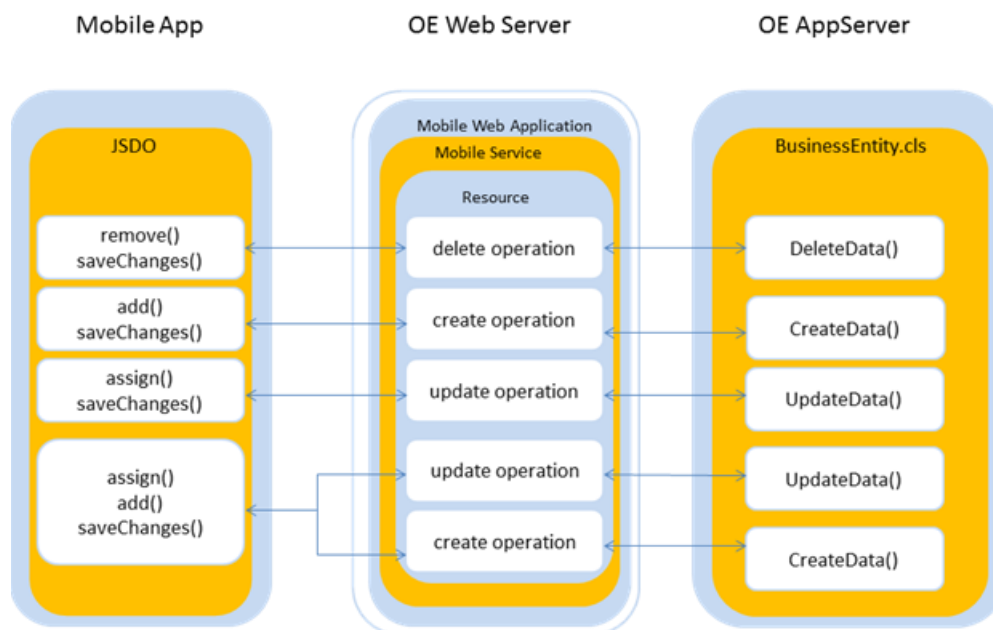 Mobile App
OE Web Server
OE AppServer
JSDO
remove()
saveChanges()
add()
saveChanges()
assign()
saveChanges()
assign()
add()
saveChanges()
Mobile Web Application
Mobile Service
Resource
delete operation
create operation
update operation
update operation
create operation
BusinessEntity.cls
DeleteData()
CreateData()
UpdateData()
UpdateData()
CreateData()